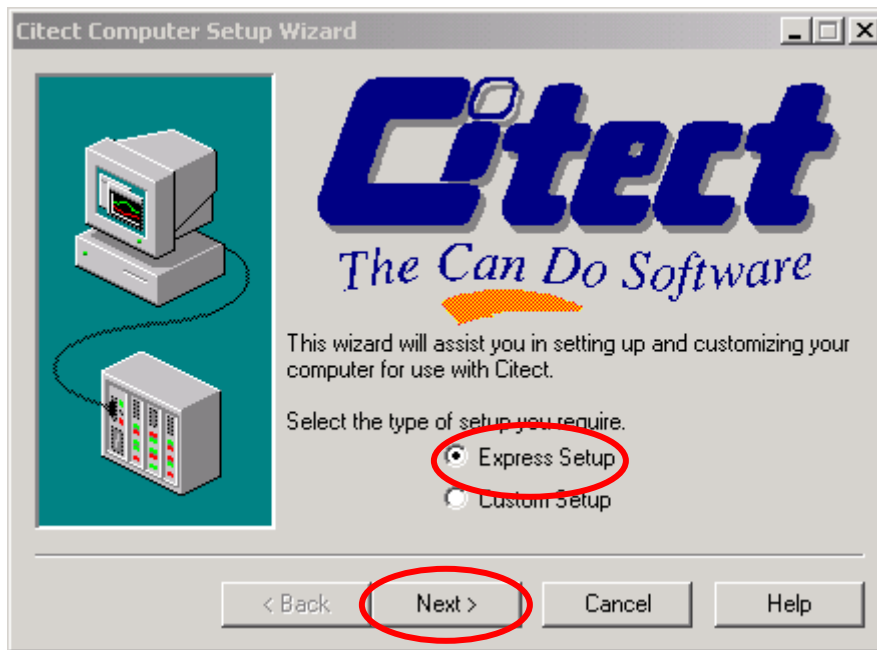 Citect Computer Setup Wizard
Citect
The Can Do Software
This wizard will assist you in setting up and customizing your
computer for use with Citect.
Select the type of setup you require.
Express Setup
Custom Setup
< Back
Next >
Cancel
Help